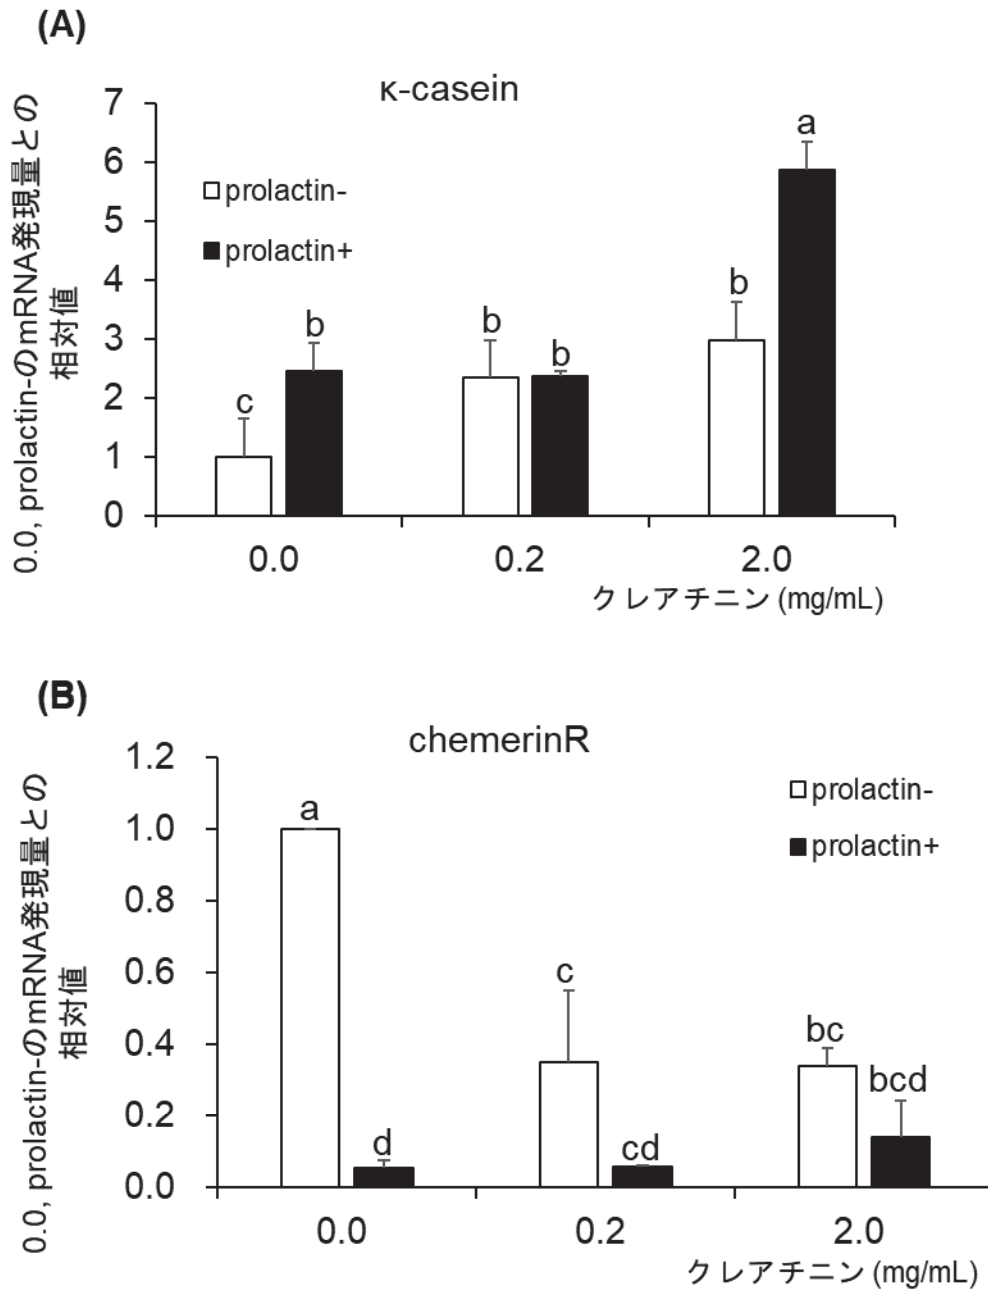 (A)
κ-casein
0.0, prolactin-のmRNA発現量との
相対値
7
6
5
4
3
2
1
0
prolactin-
prolactin+
c
b
b
b
b
a
0.0
0.2
2.0
クレアチニン (mg/mL)
(B)
chemerinR
0.0, prolactin-のmRNA発現量との
相対値
1.2
1.0
0.8
0.6
0.4
0.2
0.0
prolactin-
prolactin+
a
d
c
cd
bc
bcd
0.0
0.2
2.0
クレアチニン (mg/mL)